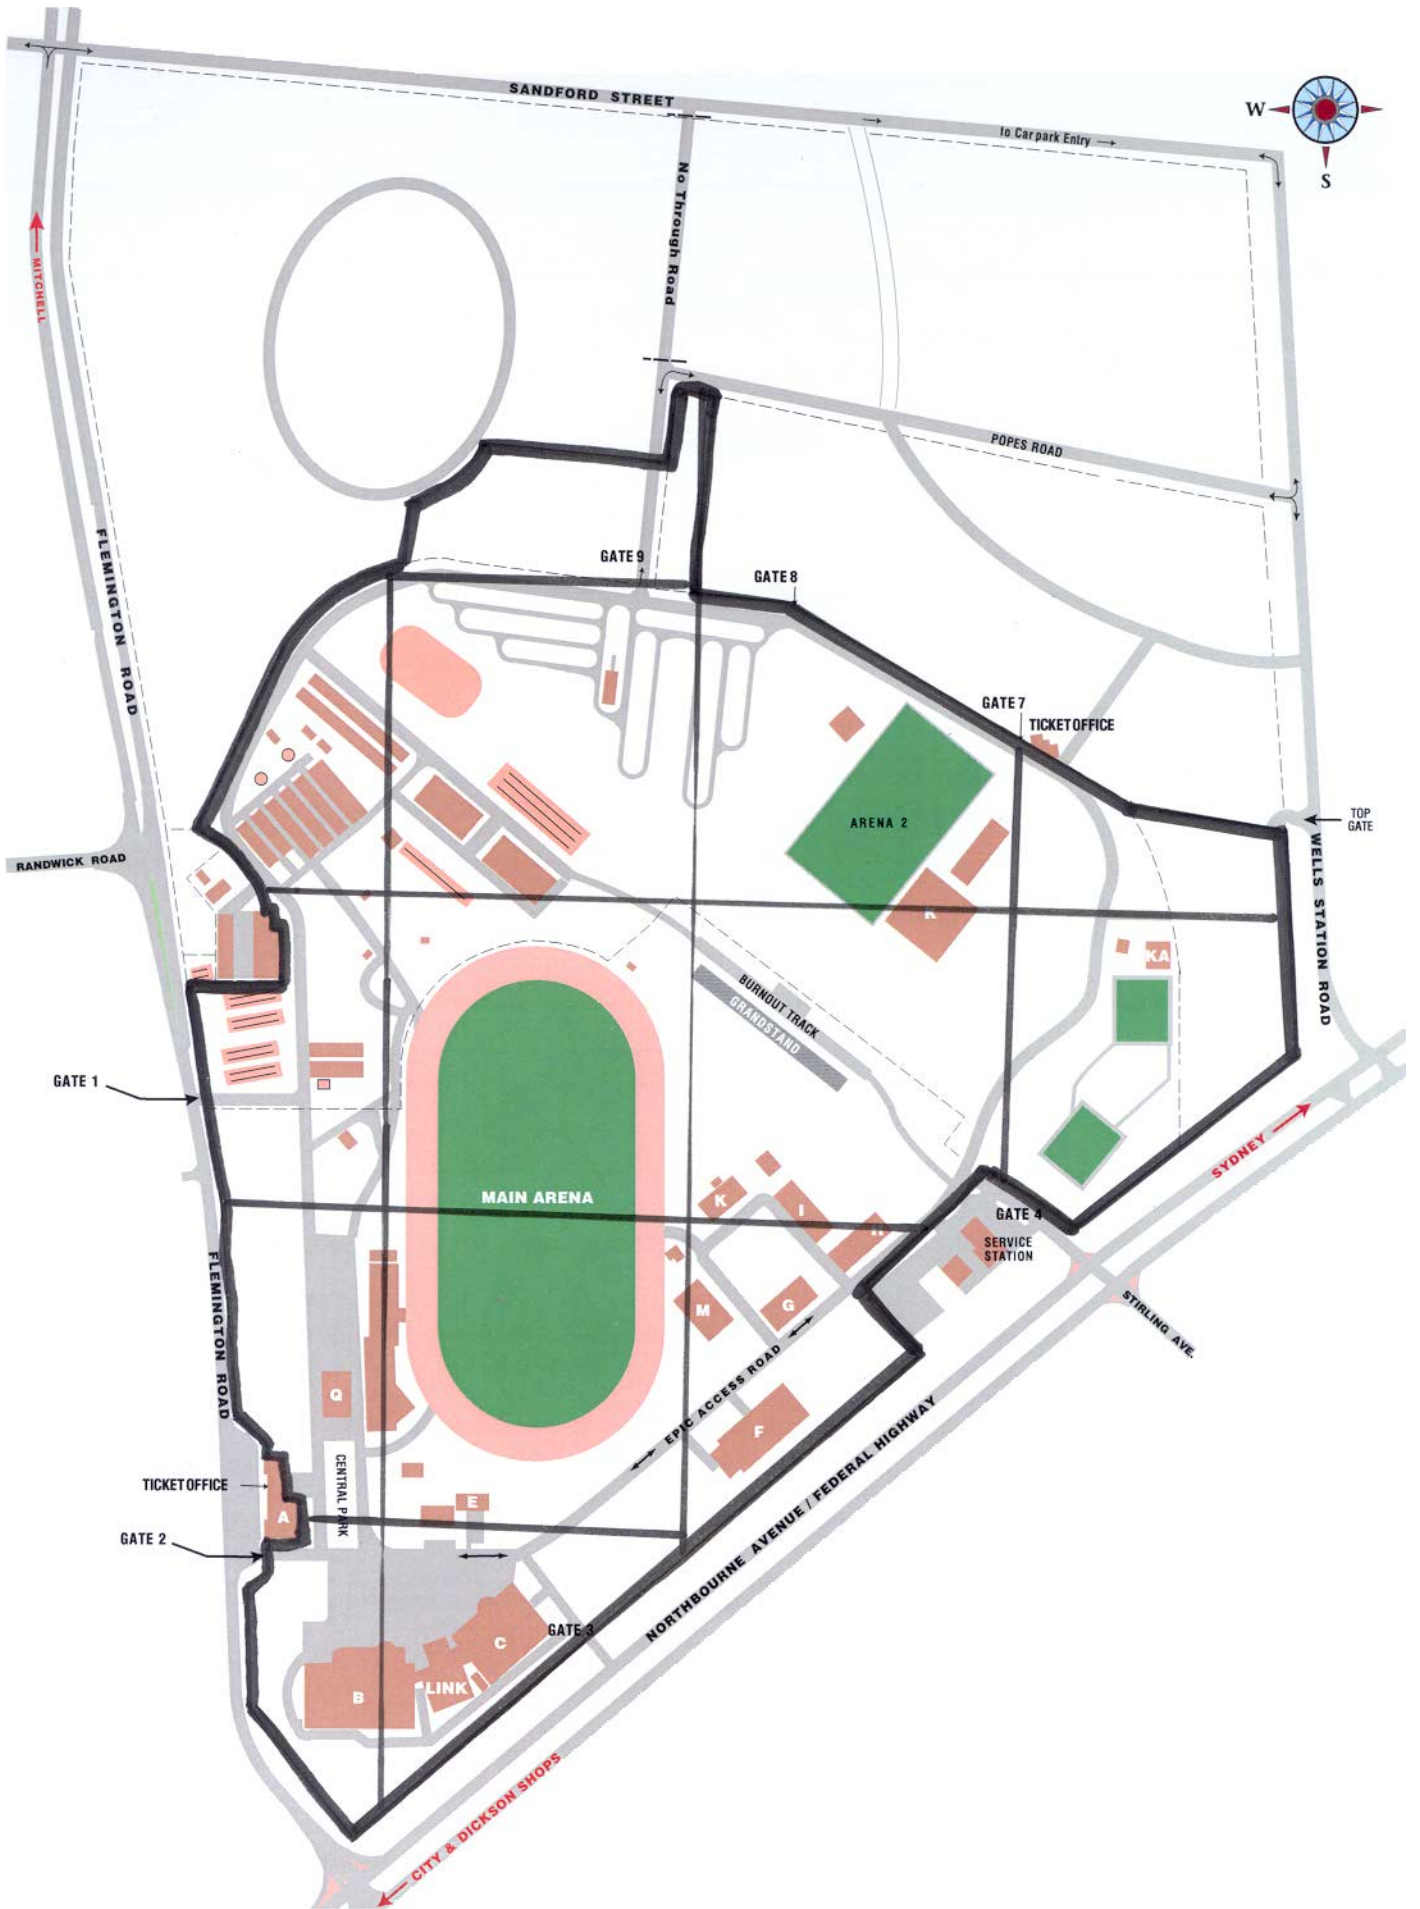 SANDFORD STREET
W
S
to Carpark Entry
No Through Road
MITCHELL
POPES ROAD
FLEMINGTON ROAD
GATE 9
GATE 8
GATE 7
TICKET OFFICE
ARENA 2
TOP
GATE
RANDWICK ROAD
WELLS STATION ROAD
K
KA
BURNOUT TRACK
GRANDSTAND
GATE 1
SYDNEY
MAIN ARENA
K
I
H
GATE 4
SERVICE
STATION
STIRLING AVE.
FLEMINGTON ROAD
M
G
EPIC ACCESS ROAD
Q
F
NORTHBOURNE AVENUE / FEDERAL HIGHWAY
CENTRAL PARK
TICKET OFFICE
E
A
GATE 2
GATE 3
C
LINK
B
CITY & DICKSON SHOPS